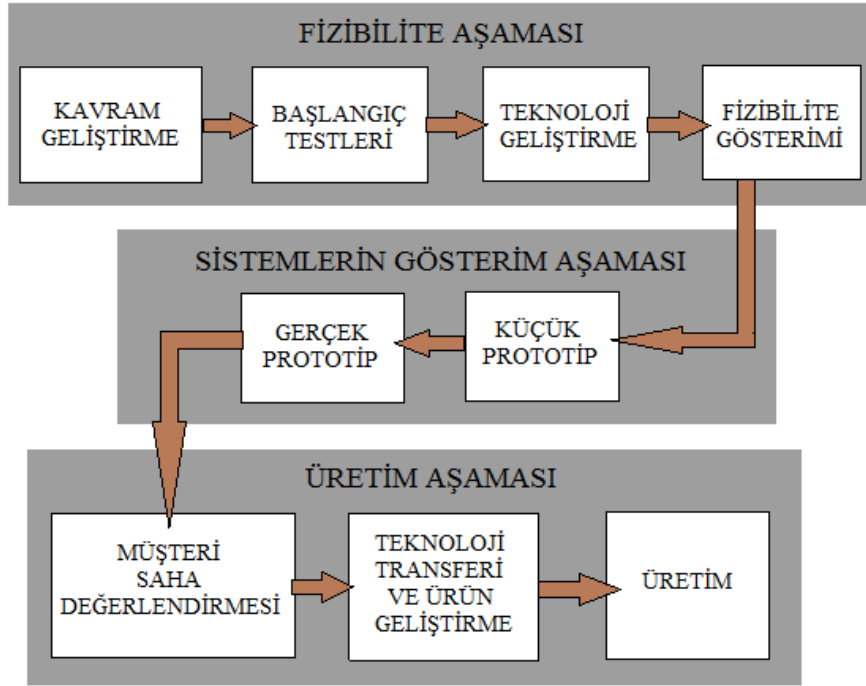 FİZİBİLİTE AŞAMASI
KAVRAM
GELİŞTİRME
BAŞLANGIÇ
TESTLERİ
TEKNOLOJİ
GELİŞTİRME
FİZİBİLİTE
GÖSTERİMİ
SİSTEMLERİN GÖSTERİM AŞAMASI
KÜÇÜK
PROTOTİP
GERÇEK
PROTOTİP
ÜRETİM AŞAMASI
MÜŞTERİ
SAHA
DEĞERLENDİRMESİ
TEKNOLOJİ
TRANSFERİ
VE ÜRÜN
GELİŞTİRME
ÜRETİM